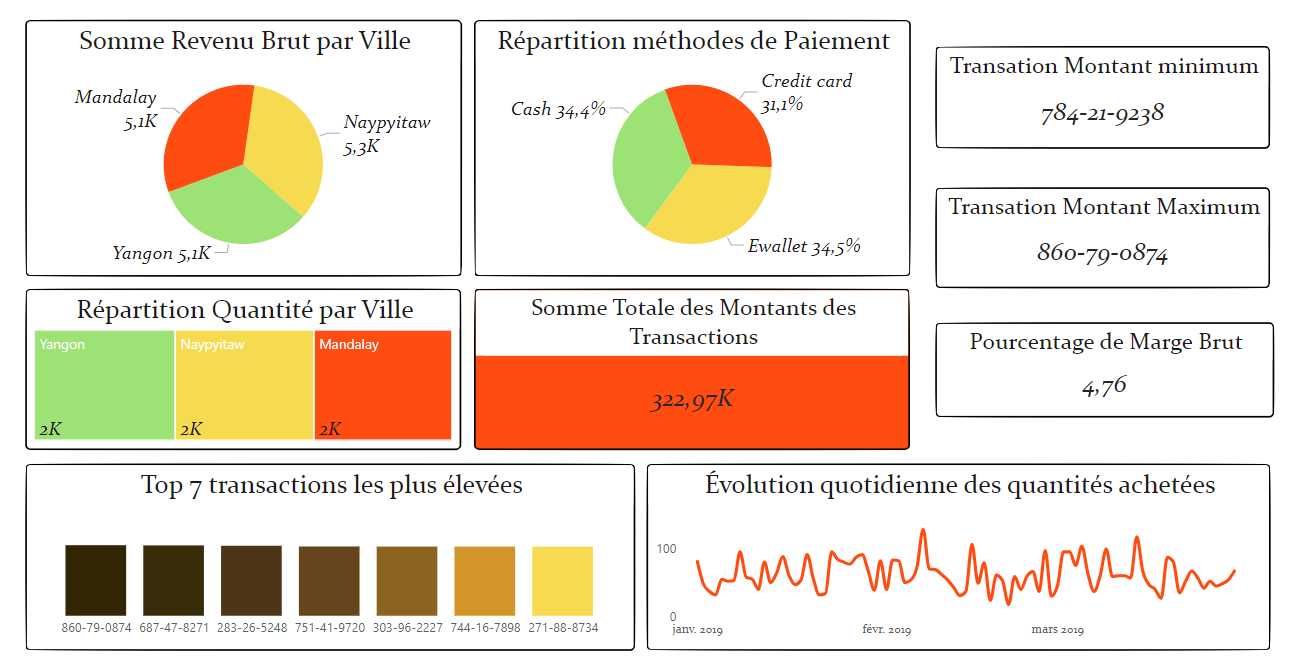 Somme Revenu Brut par Ville
Mandalay
5,1K
Naypyitaw
5,3K
Yangon 5,1K
Répartition méthodes de Paiement
Credit card
31,1%
Cash 34,4%
Ewallet 34,5%
Transation Montant minimum
784-21-9238
Transation Montant Maximum
860-79-0874
Pourcentage de Marge Brut
4,76
Répartition Quantité par Ville
Yangon
2K
Naypyitaw
2K
Mandalay
2K
Somme Totale des Montants des
Transactions
322,97K
Top 7 transactions les plus élevées
860-79-0874 687-47-8271 283-26-5248 751-41-9720 303-96-2227 744-16-7898 271-88-8734
Évolution quotidienne des quantités achetées
100
0
janv. 2019 févr. 2019 mars 2019